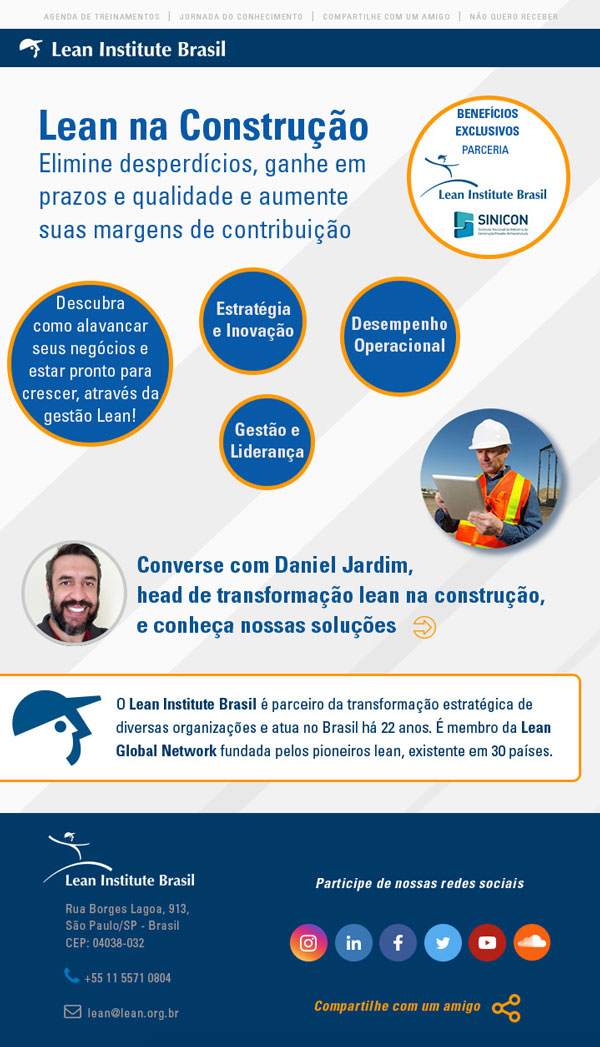 AGENDA DE TREINAMENTOS | JORNADA DO CONHECIMENTO | COMPARTILHE COM UM AMIGO | NÃO QUERO RECEBER
Lean Institute Brasil
Lean na Construção
Elimine desperdícios, ganhe em
prazos e qualidade e aumente
suas margens de contribuição
BENEFÍCIOS
EXCLUSIVOS
PARCERIA
Lean Institute Brasil
SINICON
Descubra
como alavancar
seus negócios e
estar pronto para
crescer, através da
gestão Lean!
Estratégia
e Inovação
Desempenho
Operacional
Gestão e
Liderança
Converse com Daniel Jardim,
head de transformação lean na construção,
e conheça nossas soluções
O Lean Institute Brasil é parceiro da transformação estratégica de
diversas organizações e atua no Brasil há 22 anos. É membro da Lean
Global Network fundada pelos pioneiros lean, existente em 30 países.
Lean Institute Brasil
Rua Borges Lagoa, 913,
São Paulo/SP - Brasil
CEP: 04038-032
+55 11 5571 0804
lean@lean.org.br
Participe de nossas redes sociais
Compartilhe com um amigo